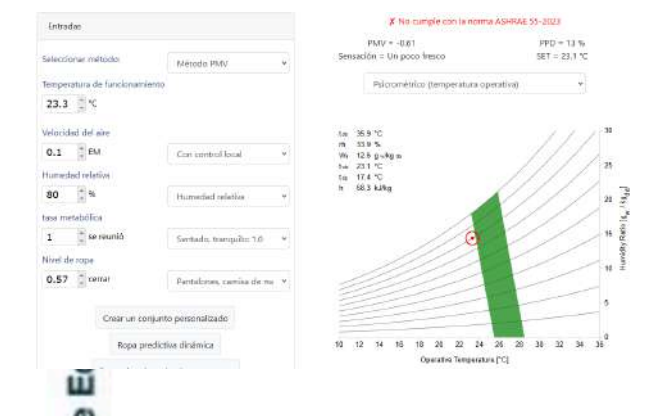 Entradas
Seleccionar método:
Método PMV
Temperatura de funcionamiento
23.3 °C
Velocidad del aire
0.1 EM
Con control local
Humedad relativa
80 %
Humedad relativa
tasa metabólica
1 se reunió
Sentado, tranquilo: 1.0
Nivel de ropa
0.57 cerrar
Pantalones, camisa de ma
Crear un conjunto personalizado
Ropa predictiva dinámica
✗ No cumple con la norma ASHRAE 55-2023
PMV = -0.61 PPD = 13 %
Sensación = Un poco fresco SET = 23.1 °C
Psicrométrico (temperatura operativa)
35.9 °C
rh 33.9 %
12.6
23.1 °C
17.4 °C
h 68.3 kJ/kg
30
25
20
15
10
5
0
Humidity Ratio
10 12 14 16 18 20 22 24 26 28 30 32 34 36
Operative Temperature [°C]